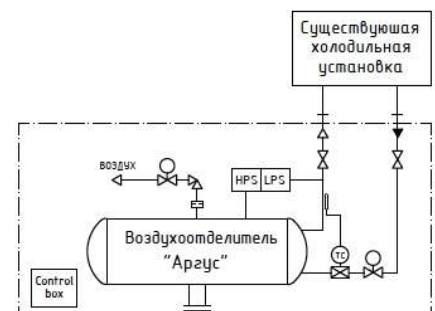 Существующая
холодильная
установка
воздух
HPS LPS
Воздухоотделитель
"Аргус"
TC
Control
box